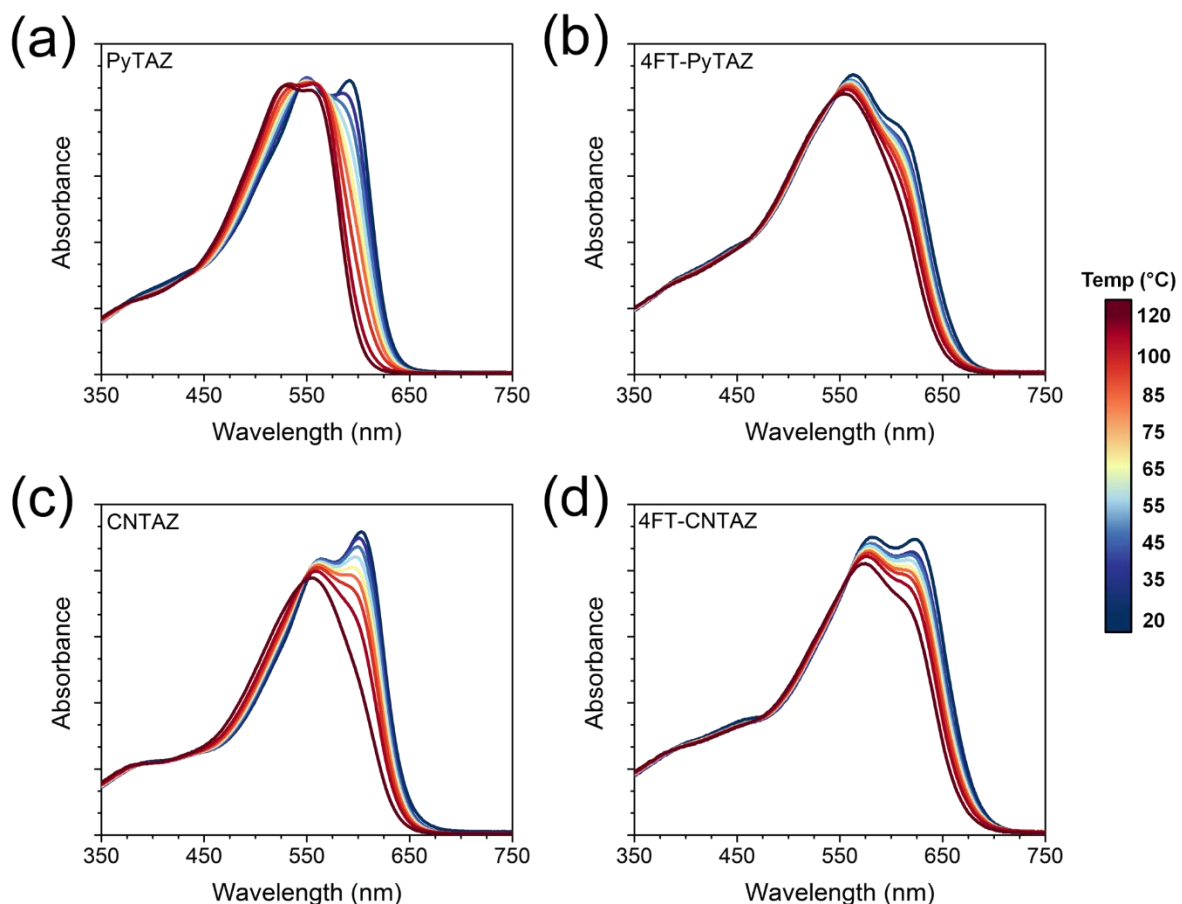 (a)
PyTAZ
Absorbance
350 450 550 650 750
Wavelength (nm)
(b)
4FT-PyTAZ
Absorbance
350 450 550 650 750
Wavelength (nm)
(c)
CNTAZ
Absorbance
350 450 550 650 750
Wavelength (nm)
(d)
4FT-CNTAZ
Absorbance
350 450 550 650 750
Wavelength (nm)
Temp (°C)
120
100
85
75
65
55
45
35
20